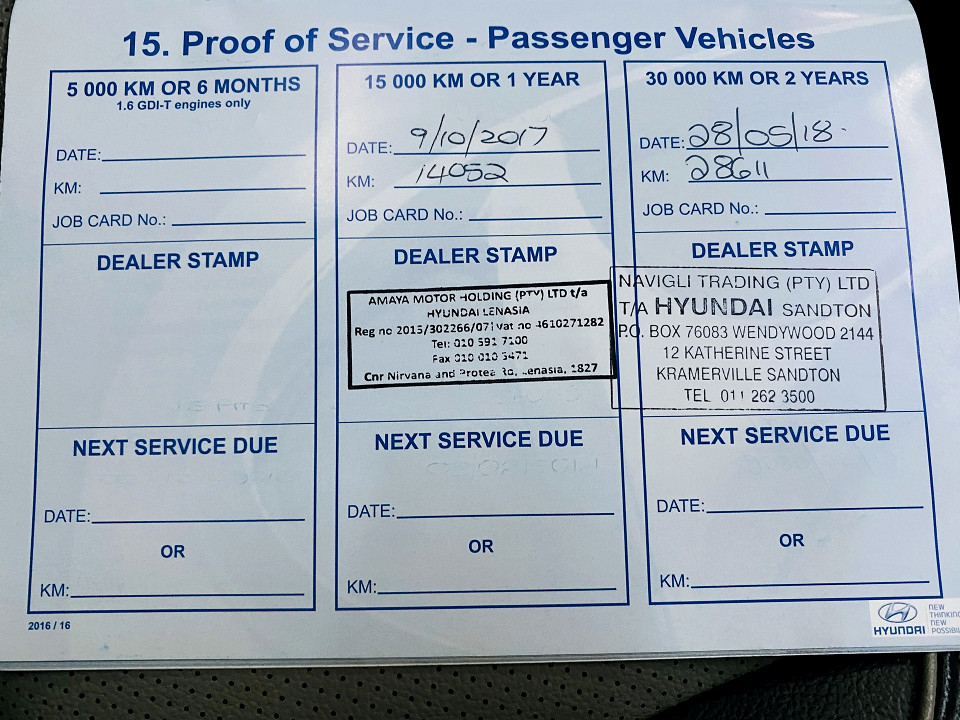 15. Proof of Service - Passenger Vehicles
5 000 KM OR 6 MONTHS
1.6 GDI-T engines only
DATE:
KM:
JOB CARD No.:
DEALER STAMP
NEXT SERVICE DUE
DATE:
OR
KM:
15 000 KM OR 1 YEAR
DATE: 9/10/2017
KM: 14052
JOB CARD No.:
DEALER STAMP
AMAYA MOTOR HOLDING (PTY) LTD t/a
HYUNDAI LENASIA
Reg no 2015/302266/07 vat no 4610271282
Tel: 010 591 7100
Fax 010 010 5471
Cnr Nirvana and Protea Rd, Lenasia, 1827
NEXT SERVICE DUE
DATE:
OR
KM:
30 000 KM OR 2 YEARS
DATE: 28/05/18
KM: 28611
JOB CARD No.:
DEALER STAMP
NAVIGLI TRADING (PTY) LTD
T/A HYUNDAI SANDTON
P.O. BOX 76083 WENDYWOOD 2144
12 KATHERINE STREET
KRAMERVILLE SANDTON
TEL 011 262 3500
NEXT SERVICE DUE
DATE:
OR
KM:
2016 / 16
HYUNDAI
NEW
NEW